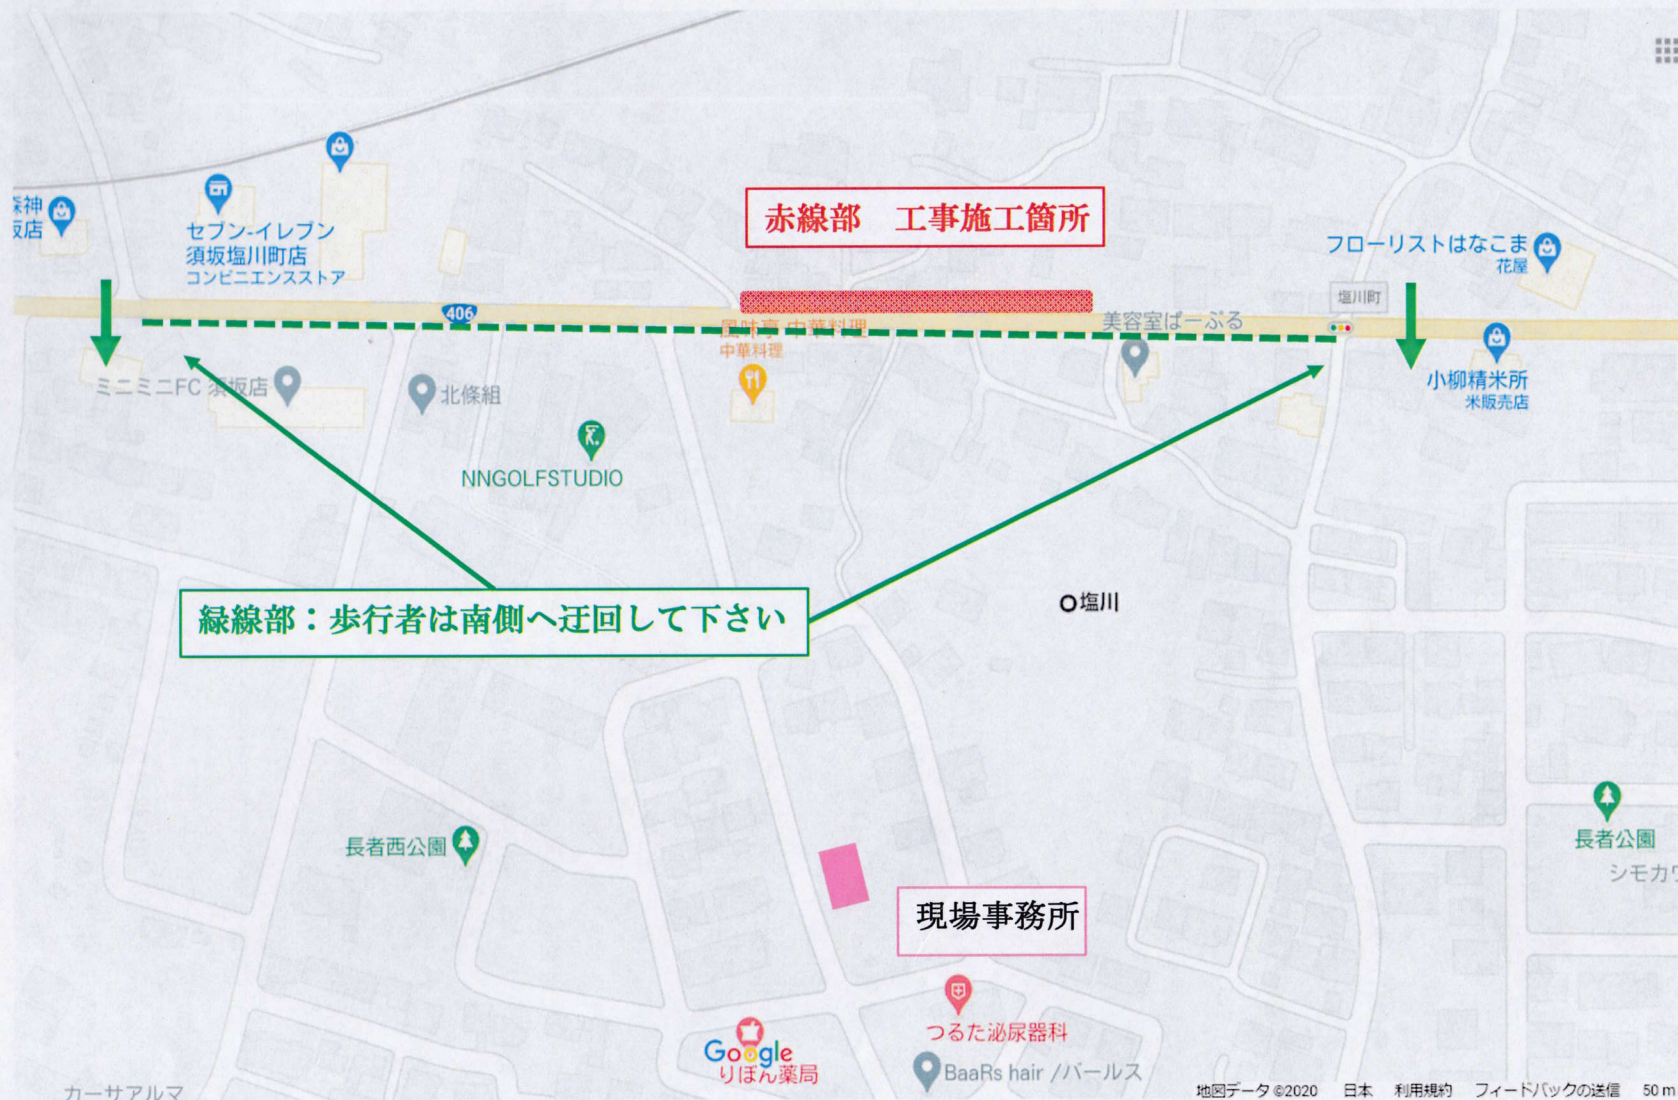 赤線部　工事施工箇所
セブン-イレブン
須坂塩川町店
コンビニエンスストア
フローリストはなこま
花屋
塩川町
406
風味亭 中華料理
中華料理
美容室ぱーぷる
ミニミニFC 須坂店
北條組
小柳精米所
米販売店
NNGOLFSTUDIO
緑線部：歩行者は南側へ迂回して下さい
塩川
長者西公園
長者公園
シモカワ
現場事務所
つるた泌尿器科
Google
りぼん薬局
BaaRs hair /バールス
カーサアルマ
地図データ ©2020　日本　利用規約　フィードバックの送信　50 m